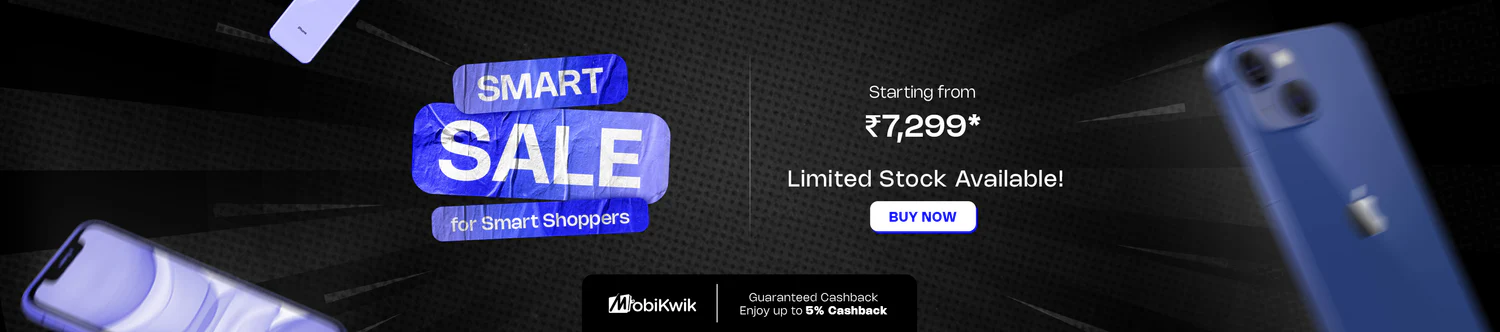 SMART
SALE
for Smart Shoppers
Starting from
₹7,299*
Limited Stock Available!
BUY NOW
MobiKwik
Guaranteed Cashback
Enjoy up to 5% Cashback